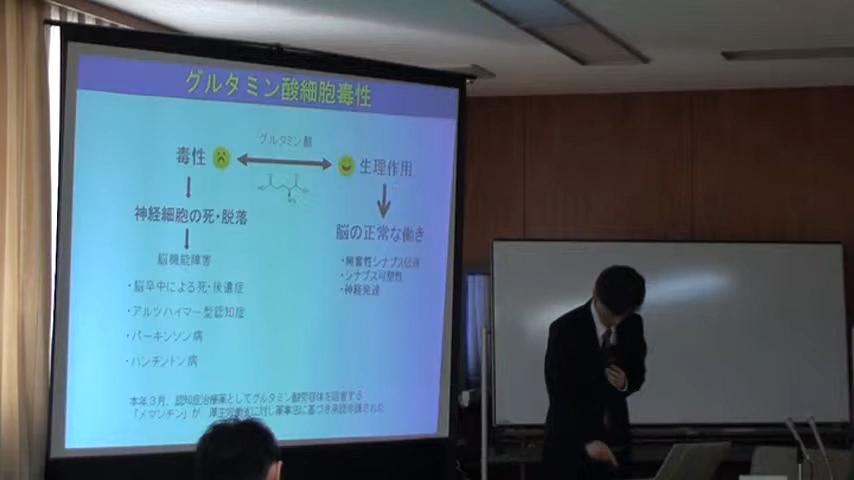 グルタミン酸細胞毒性
グルタミン酸
毒性
生理作用
神経細胞の死・脱落
脳の正常な働き
脳機能障害
・興奮性シナプス伝達
・シナプス可塑性
・神経発達
・脳卒中による死・後遺症
・アルツハイマー型認知症
・パーキンソン病
・ハンチントン病
本年3月、認知症治療薬としてグルタミン酸受容体を阻害する
「メマンチン」が、厚生労働省に対し薬事法に基づき承認申請された